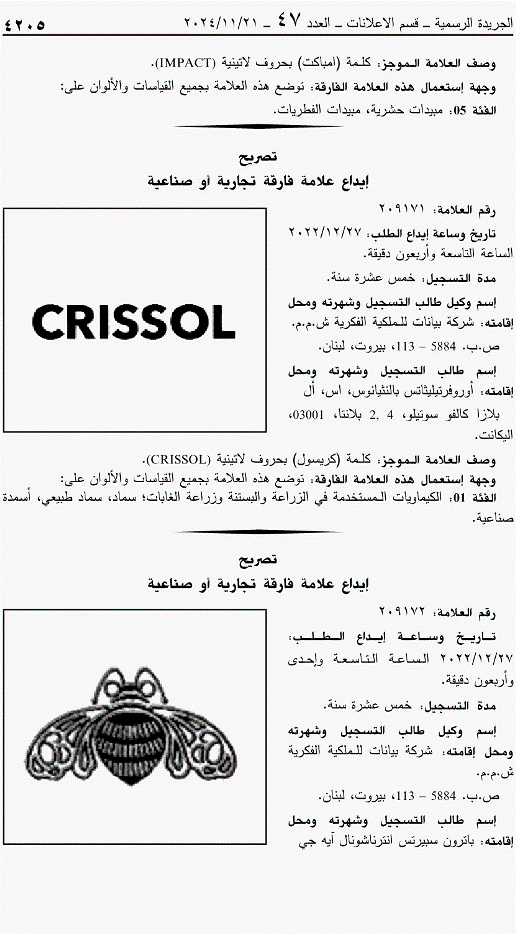 الجريدة الرسمية – قسم الاعلانات – العدد ٤٧ – ٢٠٢٤/١١/٢١
٤٢٠٥
وصف العلامة الموجز: كلمة (امباكت) بحروف لاتينية (IMPACT).
وجهة إستعمال هذه العلامة الفارقة: توضع هذه العلامة بجميع القياسات والألوان على:
الفئة 05: مبيدات حشرية، مبيدات الفطريات.
تصريح
إيداع علامة فارقة تجارية أو صناعية
رقم العلامة: ٢٠٩١٧١
تاريخ وساعة إيداع الطلب: ٢٠٢٢/١٢/٢٧
الساعة التاسعة وأربعون دقيقة.
مدة التسجيل: خمس عشرة سنة.
إسم وكيل طالب التسجيل وشهرته ومحل
إقامته: شركة بيانات للملكية الفكرية ش.م.م.
ص.ب. 5884 – 113، بيروت، لبنان.
إسم طالب التسجيل وشهرته ومحل
إقامته: أوروفرتيليثاتس بالنثيانوس، اس، أل
بلازا كالفو سوتيلو، 4 ,2 بلانتا، 03001،
اليكانت.
CRISSOL
وصف العلامة الموجز: كلمة (كريسول) بحروف لاتينية (CRISSOL).
وجهة إستعمال هذه العلامة الفارقة: توضع هذه العلامة بجميع القياسات والألوان على:
الفئة 01: الكيماويات المستخدمة في الزراعة والبستنة وزراعة الغابات؛ سماد، سماد طبيعي، أسمدة
صناعية.
تصريح
إيداع علامة فارقة تجارية أو صناعية
رقم العلامة: ٢٠٩١٧٢
تاريخ وساعة إيداع الطلب:
٢٠٢٢/١٢/٢٧ الساعة التاسعة وإحدى
وأربعون دقيقة.
مدة التسجيل: خمس عشرة سنة.
إسم وكيل طالب التسجيل وشهرته
ومحل إقامته: شركة بيانات للملكية الفكرية
ش.م.م.
ص.ب. 5884 – 113، بيروت، لبنان.
إسم طالب التسجيل وشهرته ومحل
إقامته: باترون سبيرتس انترناشونال آيه جي